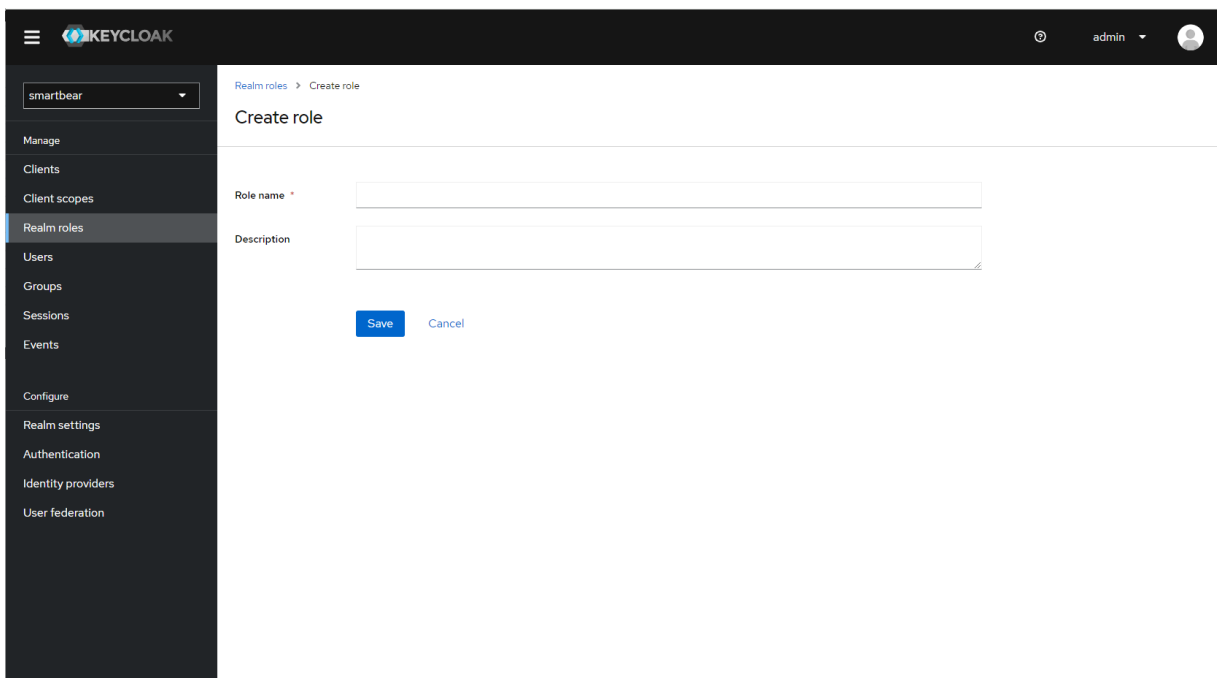 KEYCLOAK
admin
smartbear
Manage
Clients
Client scopes
Realm roles
Users
Groups
Sessions
Events
Configure
Realm settings
Authentication
Identity providers
User federation
Realm roles > Create role
Create role
Role name *
Description
Save Cancel